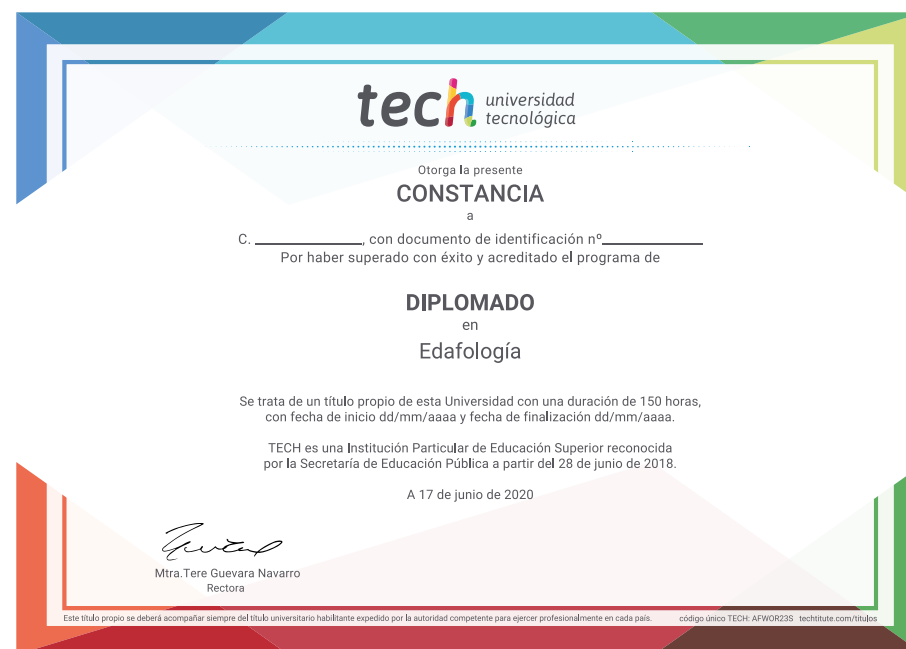 tech universidad
tecnológica
Otorga la presente
CONSTANCIA
a
C. ____________, con documento de identificación nº____________
Por haber superado con éxito y acreditado el programa de
DIPLOMADO
en
Edafología
Se trata de un título propio de esta Universidad con una duración de 150 horas,
con fecha de inicio dd/mm/aaaa y fecha de finalización dd/mm/aaaa.
TECH es una Institución Particular de Educación Superior reconocida
por la Secretaría de Educación Pública a partir del 28 de junio de 2018.
A 17 de junio de 2020
Mtra.Tere Guevara Navarro
Rectora
Este título propio se deberá acompañar siempre del título universitario habilitante expedido por la autoridad competente para ejercer profesionalmente en cada país. código único TECH: AFWOR23S techtitute.com/titulos